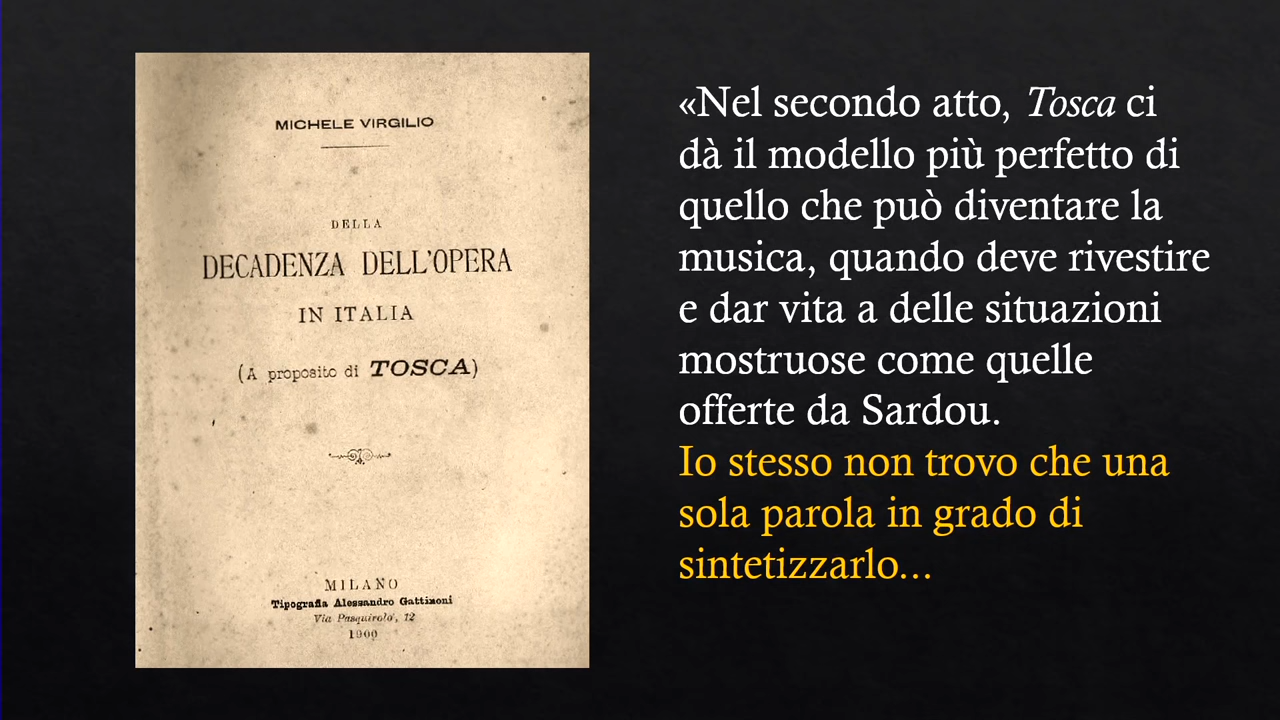 MICHELE VIRGILIO
DELLA
DECADENZA DELL'OPERA
IN ITALIA
(A proposito di TOSCA)
MILANO
Tipografia Alessandro Gattinoni
Via Pasquirolo, 12
1900
«Nel secondo atto, Tosca ci
dà il modello più perfetto di
quello che può diventare la
musica, quando deve rivestire
e dar vita a delle situazioni
mostruose come quelle
offerte da Sardou.
Io stesso non trovo che una
sola parola in grado di
sintetizzarlo...